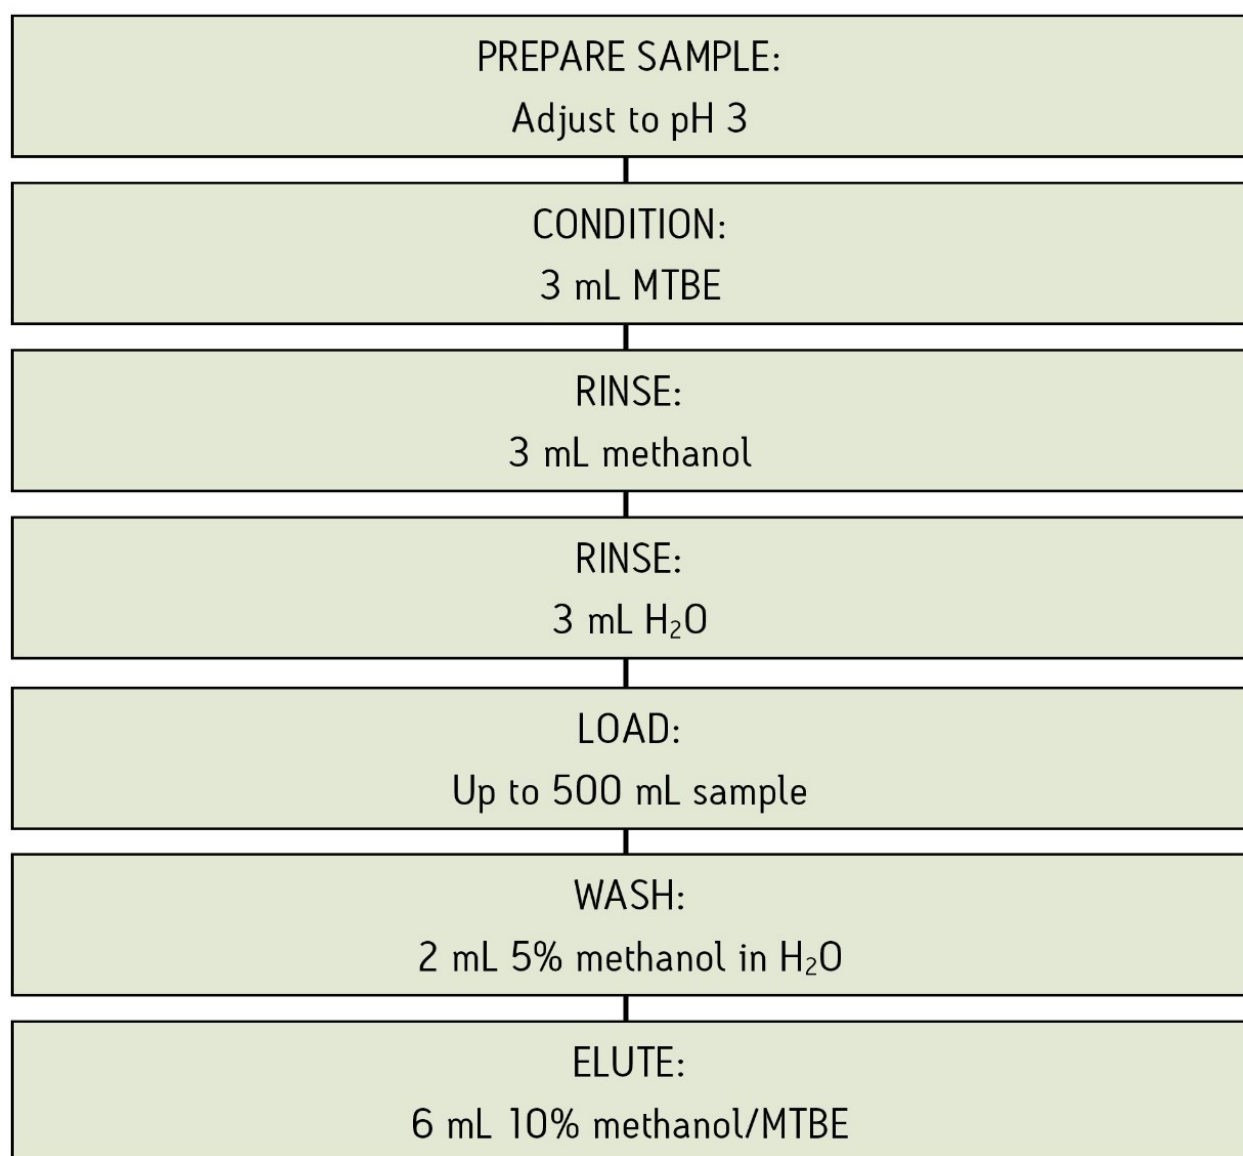 PREPARE SAMPLE:
Adjust to pH 3
CONDITION:
3 mL MTBE
RINSE:
3 mL methanol
RINSE:
3 mL H₂O
LOAD:
Up to 500 mL sample
WASH:
2 mL 5% methanol in H₂O
ELUTE:
6 mL 10% methanol/MTBE